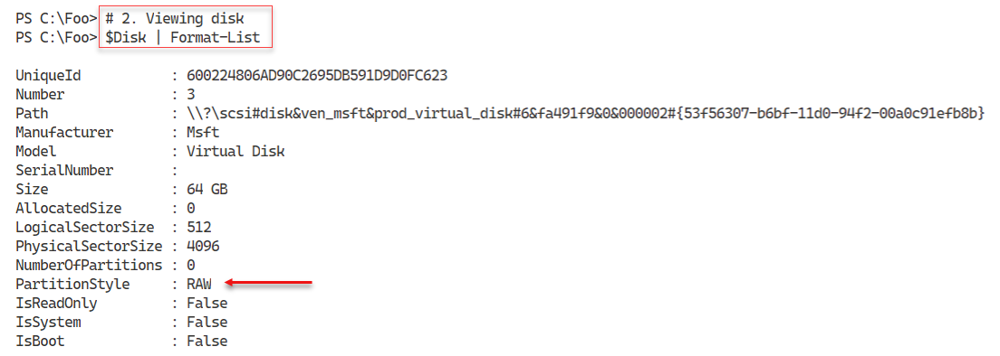 PS C:\Foo> # 2. Viewing disk
PS C:\Foo> $Disk | Format-List
UniqueId : 600224806AD90C2695DB591D9D0FC623
Number : 3
Path : \\?\scsi#disk&ven_msft&prod_virtual_disk#6&fa491f9&0&000002#{53f56307-b6bf-11d0-94f2-00a0c91efb8b}
Manufacturer : Msft
Model : Virtual Disk
SerialNumber :
Size : 64 GB
AllocatedSize : 0
LogicalSectorSize : 512
PhysicalSectorSize : 4096
NumberOfPartitions : 0
PartitionStyle : RAW
IsReadOnly : False
IsSystem : False
IsBoot : False